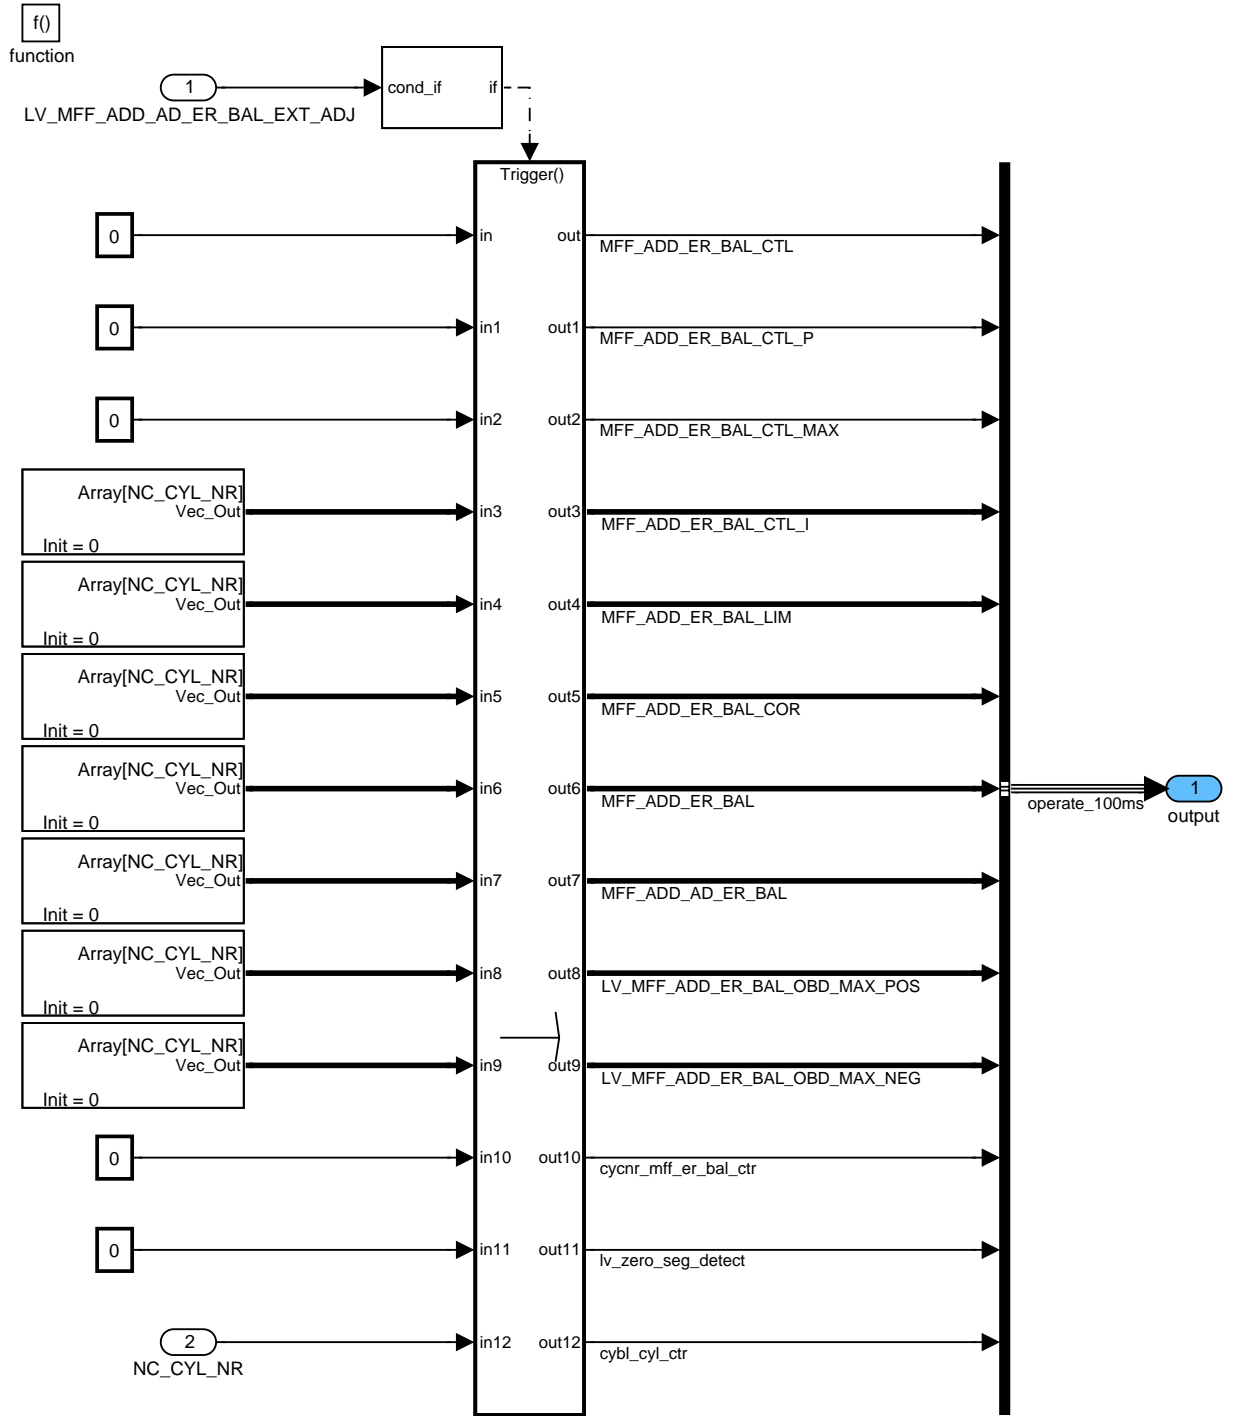 f()
function
1
LV_MFF_ADD_AD_ER_BAL_EXT_ADJ
cond_if if
Trigger()
0 in out MFF_ADD_ER_BAL_CTL
0 in1 out1 MFF_ADD_ER_BAL_CTL_P
0 in2 out2 MFF_ADD_ER_BAL_CTL_MAX
Array[NC_CYL_NR]
Vec_Out in3 out3 MFF_ADD_ER_BAL_CTL_I
Init = 0
Array[NC_CYL_NR]
Vec_Out in4 out4 MFF_ADD_ER_BAL_LIM
Init = 0
Array[NC_CYL_NR]
Vec_Out in5 out5 MFF_ADD_ER_BAL_COR
Init = 0
Array[NC_CYL_NR]
Vec_Out in6 out6 MFF_ADD_ER_BAL
Init = 0
operate_100ms 1
output
Array[NC_CYL_NR]
Vec_Out in7 out7 MFF_ADD_AD_ER_BAL
Init = 0
Array[NC_CYL_NR]
Vec_Out in8 out8 LV_MFF_ADD_ER_BAL_OBD_MAX_POS
Init = 0
Array[NC_CYL_NR]
Vec_Out in9 out9 LV_MFF_ADD_ER_BAL_OBD_MAX_NEG
Init = 0
0 in10 out10 cycnr_mff_er_bal_ctr
0 in11 out11 lv_zero_seg_detect
2 in12 out12 cybl_cyl_ctr
NC_CYL_NR